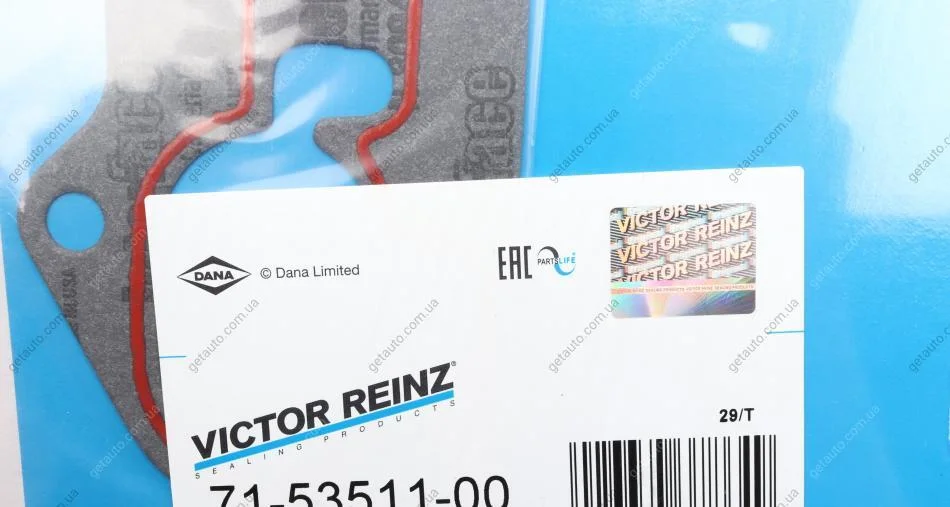 DANA
© Dana Limited
EAC PARTSLIFE
VICTOR REINZ
VICTOR REINZ
VICTOR REINZ
29/T
VICTOR REINZ®
SEALING PRODUCTS
71-53511-00
getauto.com.ua